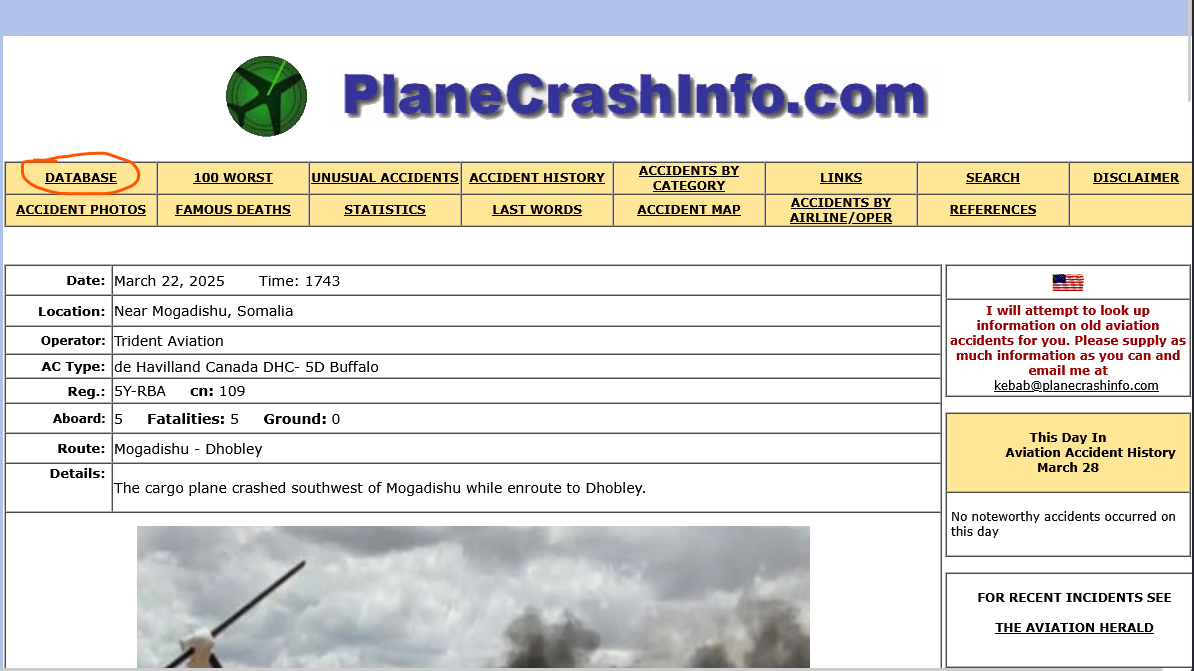 PlaneCrashInfo.com
DATABASE
100 WORST
UNUSUAL ACCIDENTS
ACCIDENT HISTORY
ACCIDENTS BY
CATEGORY
LINKS
SEARCH
DISCLAIMER
ACCIDENT PHOTOS
FAMOUS DEATHS
STATISTICS
LAST WORDS
ACCIDENT MAP
ACCIDENTS BY
AIRLINE/OPER
REFERENCES
Date: March 22, 2025 Time: 1743
Location: Near Mogadishu, Somalia
Operator: Trident Aviation
AC Type: de Havilland Canada DHC- 5D Buffalo
Reg.: 5Y-RBA cn: 109
Aboard: 5 Fatalities: 5 Ground: 0
Route: Mogadishu - Dhobley
Details:
The cargo plane crashed southwest of Mogadishu while enroute to Dhobley.
I will attempt to look up
information on old aviation
accidents for you. Please supply as
much information as you can and
email me at
kebab@planecrashinfo.com
This Day In
Aviation Accident History
March 28
No noteworthy accidents occurred on
this day
FOR RECENT INCIDENTS SEE
THE AVIATION HERALD